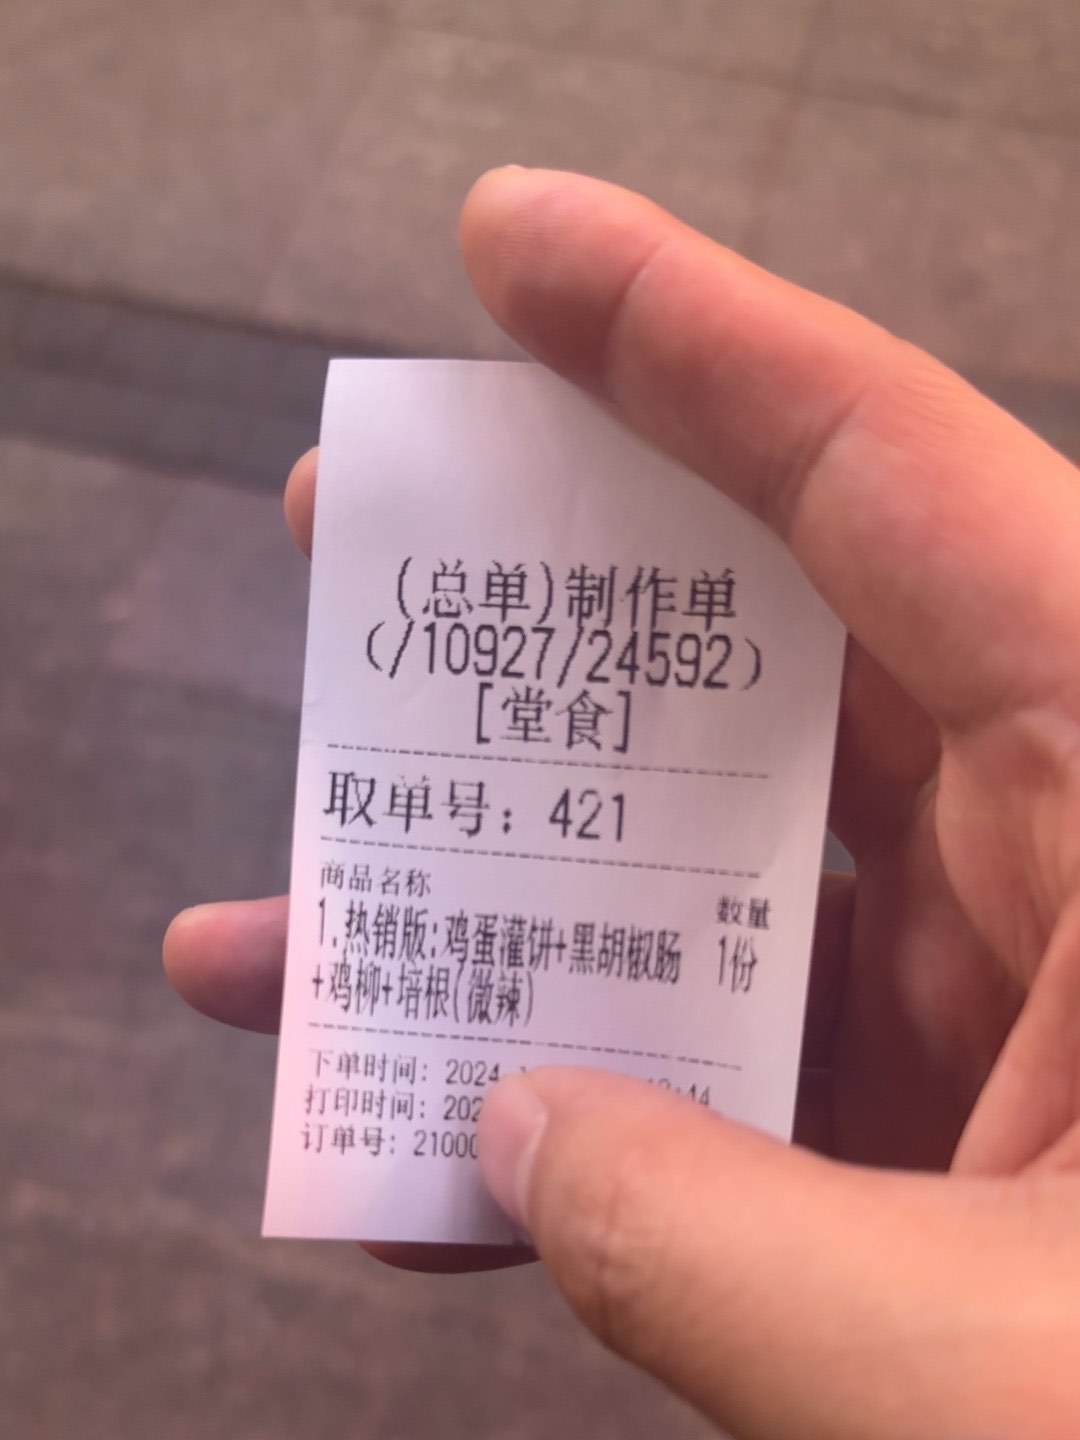 (总单)制作单
(/10927/24592)
[堂食]
取单号: 421
商品名称 数量
1.热销版:鸡蛋灌饼+黑胡椒肠 1份
+鸡柳+培根(微辣)
下单时间: 2024
打印时间: 202
订单号: 21000